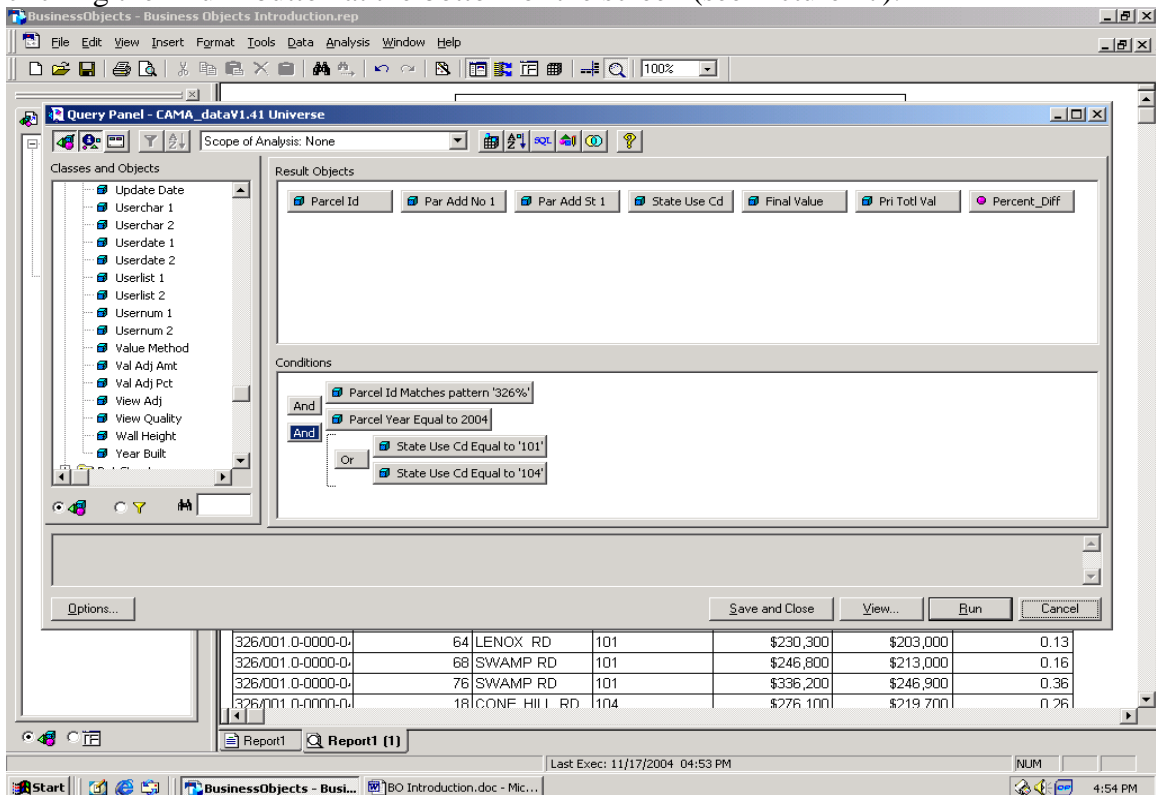 BusinessObjects - Business Objects Introduction.rep
File Edit View Insert Format Tools Data Analysis Window Help
100%
Query Panel - CAMA_dataV1.41 Universe
Scope of Analysis: None
SQL
Classes and Objects
Update Date
Userchar 1
Userchar 2
Userdate 1
Userdate 2
Userlist 1
Userlist 2
Usernum 1
Usernum 2
Value Method
Val Adj Amt
Val Adj Pct
View Adj
View Quality
Wall Height
Year Built
Result Objects
Parcel Id Par Add No 1 Par Add St 1 State Use Cd Final Value Pri Totl Val Percent_Diff
Conditions
And
Parcel Id Matches pattern '326%'
Parcel Year Equal to 2004
And
Or
State Use Cd Equal to '101'
State Use Cd Equal to '104'
Options... Save and Close View... Run Cancel
326/001.0-0000-0 64 LENOX RD 101 $230,300 $203,000 0.13
326/001.0-0000-0 68 SWAMP RD 101 $246,800 $213,000 0.16
326/001.0-0000-0 76 SWAMP RD 101 $336,200 $246,900 0.36
326/001.0-0000-0 18 CONE HILL RD 104 $276,100 $219,700 0.26
Report1 Report1 (1)
Last Exec: 11/17/2004 04:53 PM NUM
Start BusinessObjects - Busi... BO Introduction.doc - Mic... 4:54 PM